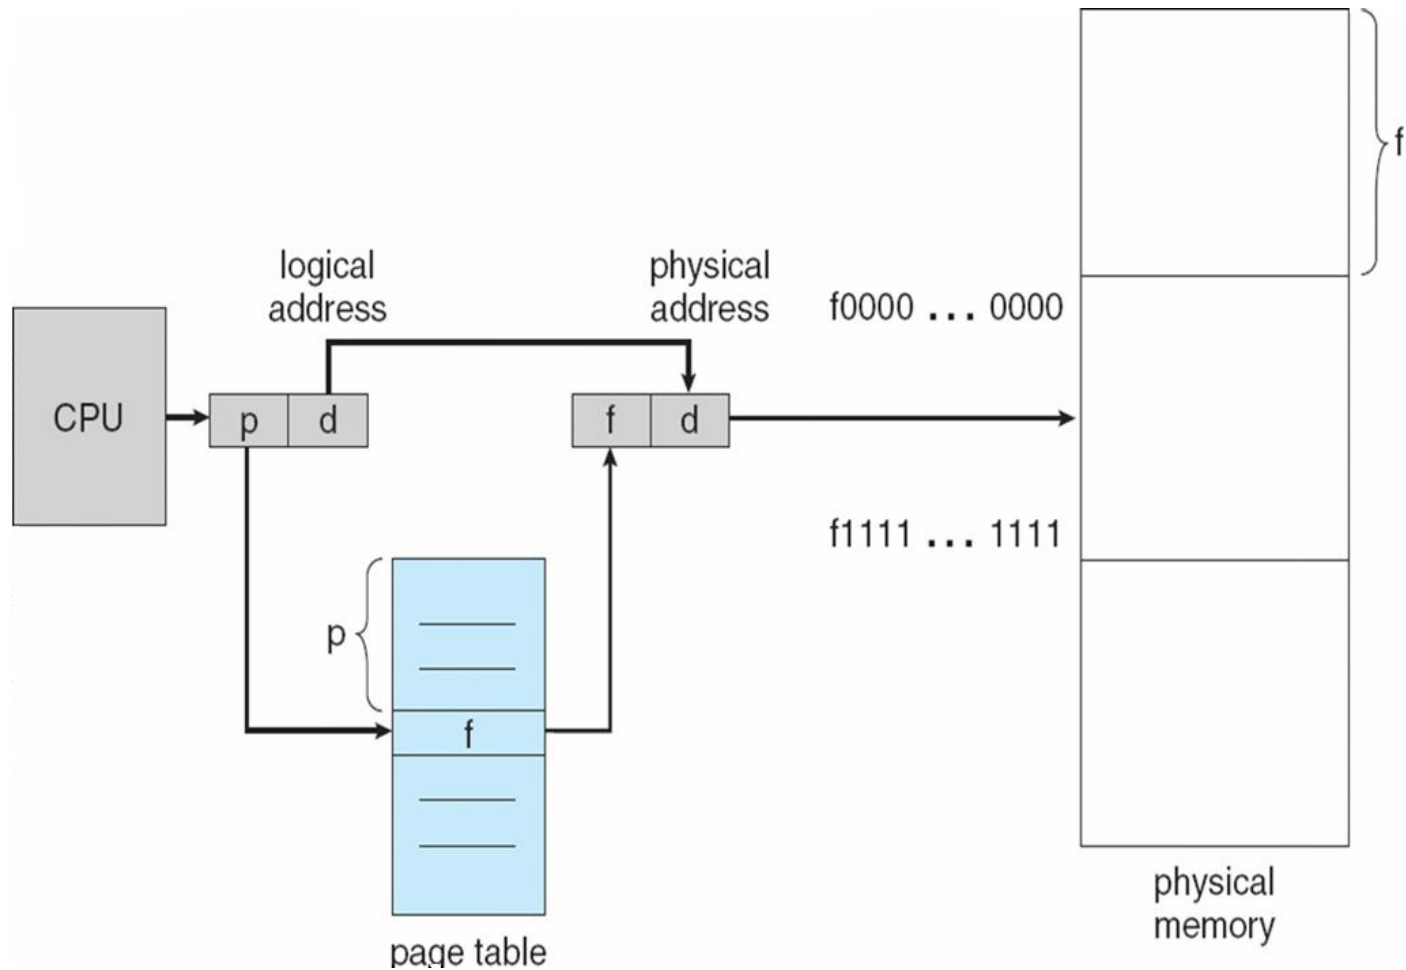 f
logical
address
physical
address
f0000 ... 0000
CPU
p
d
f
d
f1111 ... 1111
p
f
physical
memory
page table